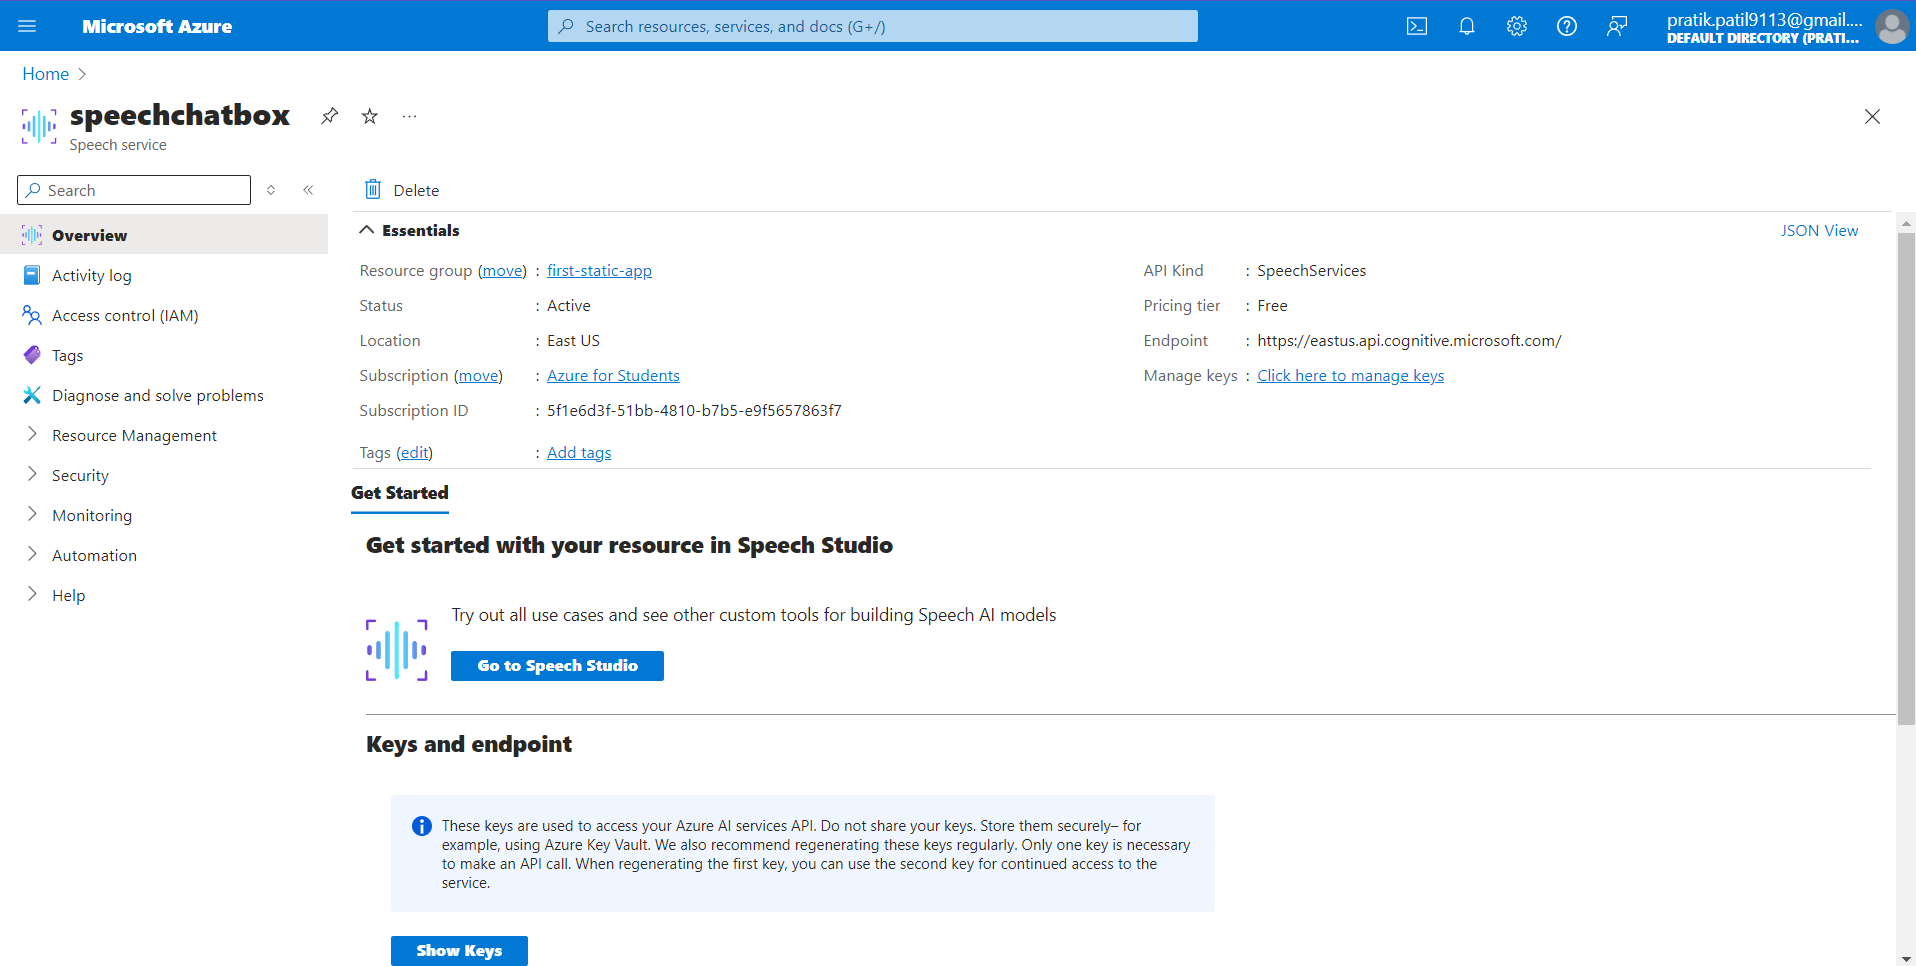 Microsoft Azure
Search resources, services, and docs (G+/)
pratik.patil9113@gmail....
DEFAULT DIRECTORY (PRATI...
Home
speechchatbox
Speech service
Search
Delete
Overview
Activity log
Access control (IAM)
Tags
Diagnose and solve problems
Resource Management
Security
Monitoring
Automation
Help
Essentials
JSON View
Resource group (move) : first-static-app
Status : Active
Location : East US
Subscription (move) : Azure for Students
Subscription ID : 5f1e6d3f-51bb-4810-b7b5-e9f5657863f7
Tags (edit) : Add tags
API Kind : SpeechServices
Pricing tier : Free
Endpoint : https://eastus.api.cognitive.microsoft.com/
Manage keys : Click here to manage keys
Get Started
Get started with your resource in Speech Studio
Try out all use cases and see other custom tools for building Speech AI models
Go to Speech Studio
Keys and endpoint
These keys are used to access your Azure AI services API. Do not share your keys. Store them securely– for
example, using Azure Key Vault. We also recommend regenerating these keys regularly. Only one key is necessary
to make an API call. When regenerating the first key, you can use the second key for continued access to the
service.
Show Keys